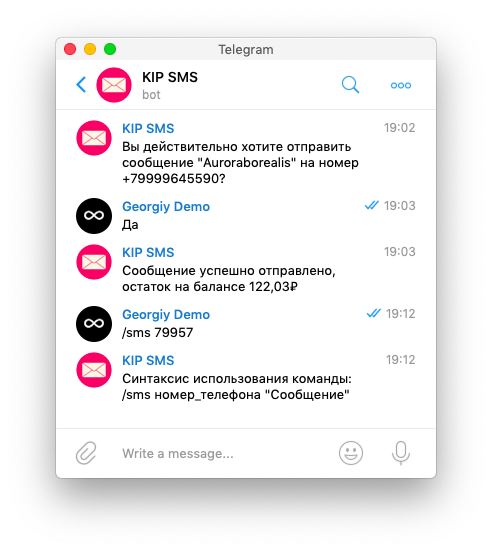 Telegram
KIP SMS
bot
KIP SMS 19:02
Вы действительно хотите отправить
сообщение "Auroraborealis" на номер
+79999645590?
Georgiy Demo 19:03
Да
KIP SMS 19:03
Сообщение успешно отправлено,
остаток на балансе 122,03₽
Georgiy Demo 19:12
/sms 79957
KIP SMS 19:12
Синтаксис использования команды:
/sms номер_телефона "Сообщение"
Write a message...